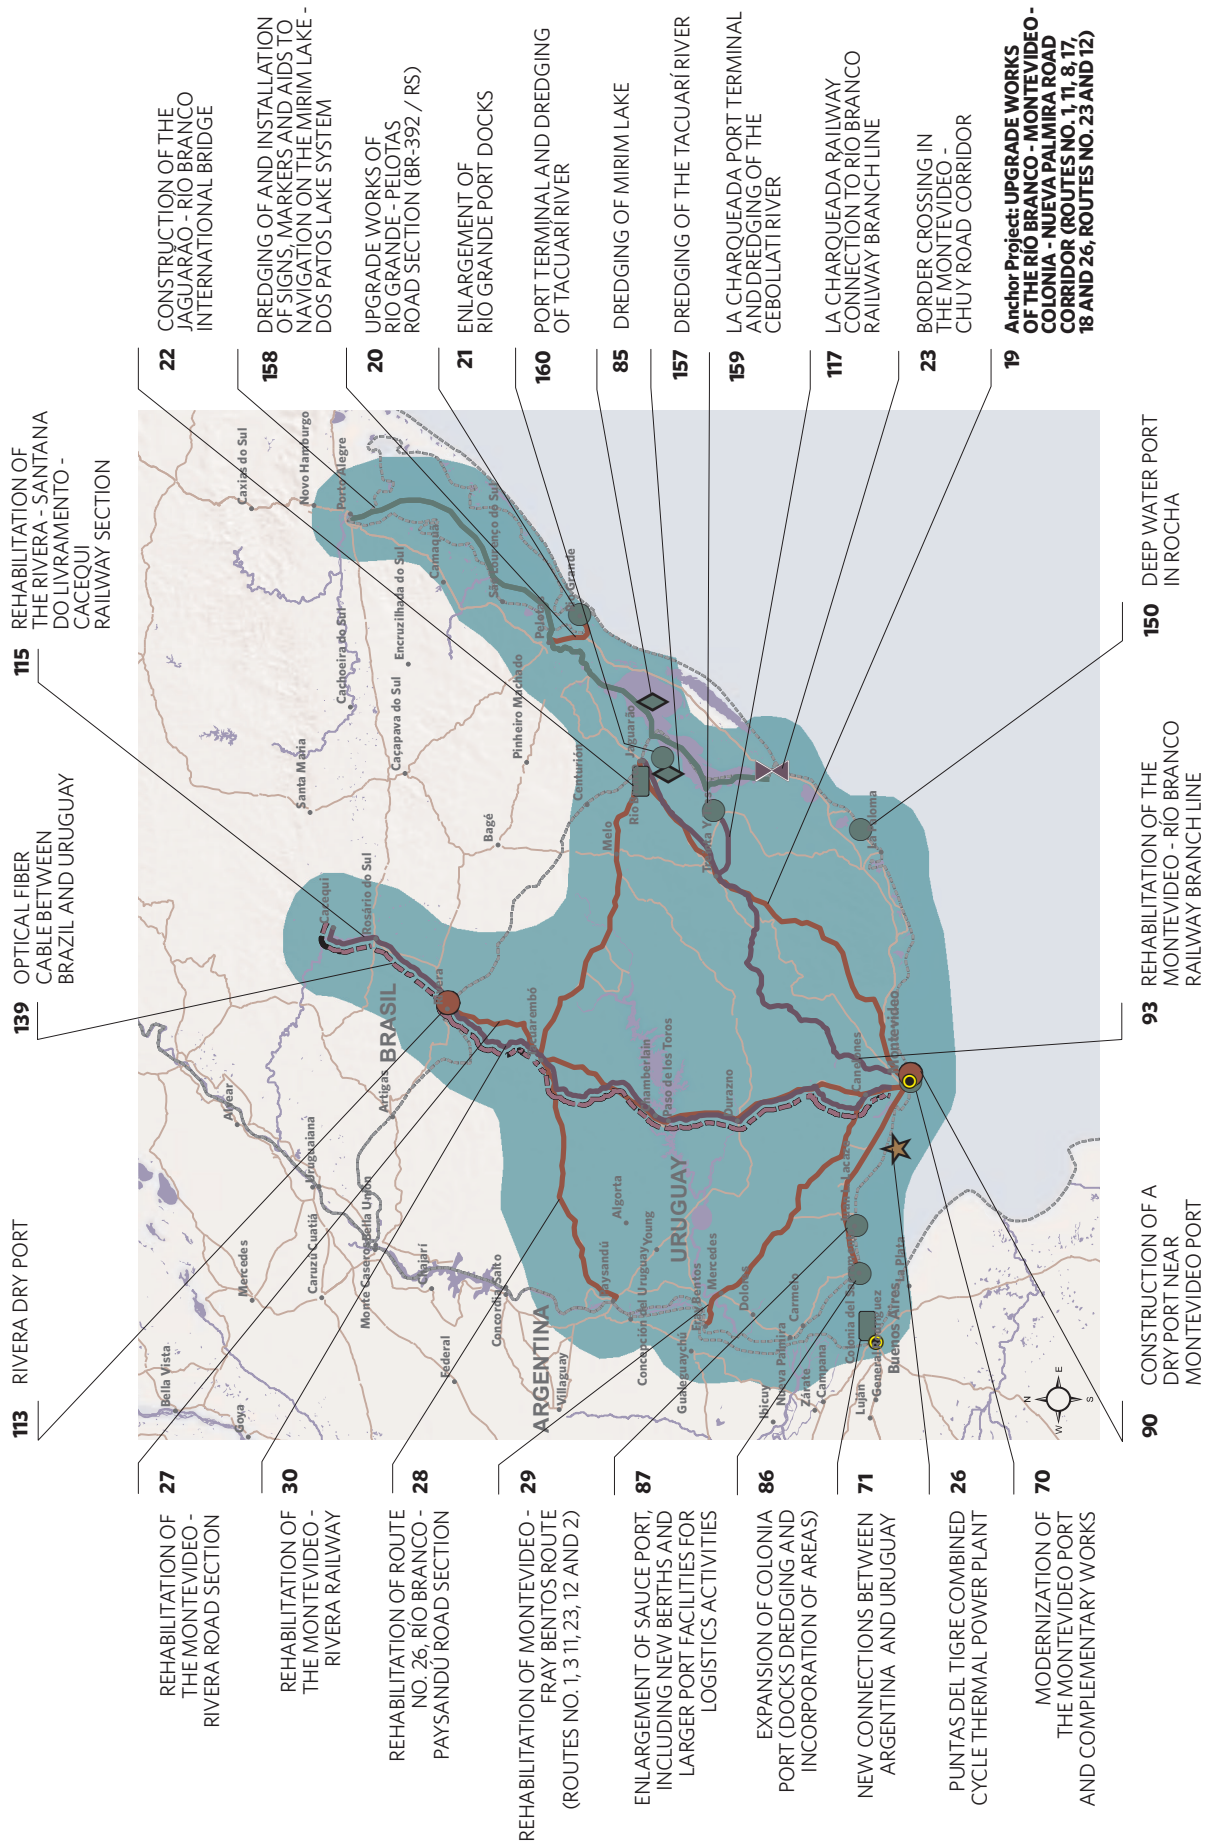 113 RIVERA DRY PORT
139 OPTICAL FIBER
CABLE BETWEEN
BRAZIL AND URUGUAY
115 REHABILITATION OF
THE RIVERA - SANTANA
DO LIVRAMENTO -
CACEQUI
RAILWAY SECTION
REHABILITATION OF 27
THE MONTEVIDEO -
RIVERA ROAD SECTION
REHABILITATION OF 30
THE MONTEVIDEO -
RIVERA RAILWAY
REHABILITATION OF ROUTE 28
NO. 26, RÍO BRANCO -
PAYSANDÚ ROAD SECTION
REHABILITATION OF MONTEVIDEO - 29
FRAY BENTOS ROUTE
(ROUTES NO. 1, 3 11, 23, 12 AND 2)
ENLARGEMENT OF SAUCE PORT, 87
INCLUDING NEW BERTHS AND
LARGER PORT FACILITIES FOR
LOGISTICS ACTIVITIES
EXPANSION OF COLONIA 86
PORT (DOCKS DREDGING AND
INCORPORATION OF AREAS)
NEW CONNECTIONS BETWEEN 71
ARGENTINA AND URUGUAY
PUNTAS DEL TIGRE COMBINED 26
CYCLE THERMAL POWER PLANT
MODERNIZATION OF 70
THE MONTEVIDEO PORT
AND COMPLEMENTARY WORKS
Bella Vista
Goya
Mercedes
Alvear
Uruguaiana
Caruzú Cuatiá
Monte Caseros
Bella Unión
Artigas
BRASIL
Chajarí
Federal
Concordia
Salto
ARGENTINA
Villaguay
Cacequi
Rosário do Sul
Santa Maria
Caxias do Sul
Novo Hamburgo
Porto Alegre
Cachoeira do Sul
Caçapava do Sul
Encruzilhada do Sul
Camaquã
Bagé
Pinheiro Machado
São Lourenço do Sul
Pelotas
Centurión
Melo
Jaguarão
Paysandú
Algorta
Young
Concepción del Uruguay
Chamberlain
Paso de los Toros
URUGUAY
Gualeguaychú
Fray Bentos
Mercedes
Durazno
Dolores
Ibicuy
Nueva Palmira
Carmelo
Zárate
Campana
Luján
Buenos Aires
La Plata
Canelones
Montevideo
La Paloma
N
W
E
S
22 CONSTRUCTION OF THE
JAGUARÃO - RÍO BRANCO
INTERNATIONAL BRIDGE
158 DREDGING OF AND INSTALLATION
OF SIGNS, MARKERS AND AIDS TO
NAVIGATION ON THE MIRIM LAKE -
DOS PATOS LAKE SYSTEM
20 UPGRADE WORKS OF
RIO GRANDE - PELOTAS
ROAD SECTION (BR-392 / RS)
21 ENLARGEMENT OF
RIO GRANDE PORT DOCKS
160 PORT TERMINAL AND DREDGING
OF TACUARÍ RIVER
85 DREDGING OF MIRIM LAKE
157 DREDGING OF THE TACUARÍ RIVER
159 LA CHARQUEADA PORT TERMINAL
AND DREDGING OF THE
CEBOLLATI RIVER
117 LA CHARQUEADA RAILWAY
CONNECTION TO RÍO BRANCO
RAILWAY BRANCH LINE
23 BORDER CROSSING IN
THE MONTEVIDEO -
CHUY ROAD CORRIDOR
19 Anchor Project: UPGRADE WORKS
OF THE RÍO BRANCO - MONTEVIDEO -
COLONIA - NUEVA PALMIRA ROAD
CORRIDOR (ROUTES NO. 1, 11, 8, 17,
18 AND 26, ROUTES NO. 23 AND 12)
90 CONSTRUCTION OF A
DRY PORT NEAR
MONTEVIDEO PORT
93 REHABILITATION OF THE
MONTEVIDEO - RÍO BRANCO
RAILWAY BRANCH LINE
150 DEEP WATER PORT
IN ROCHA